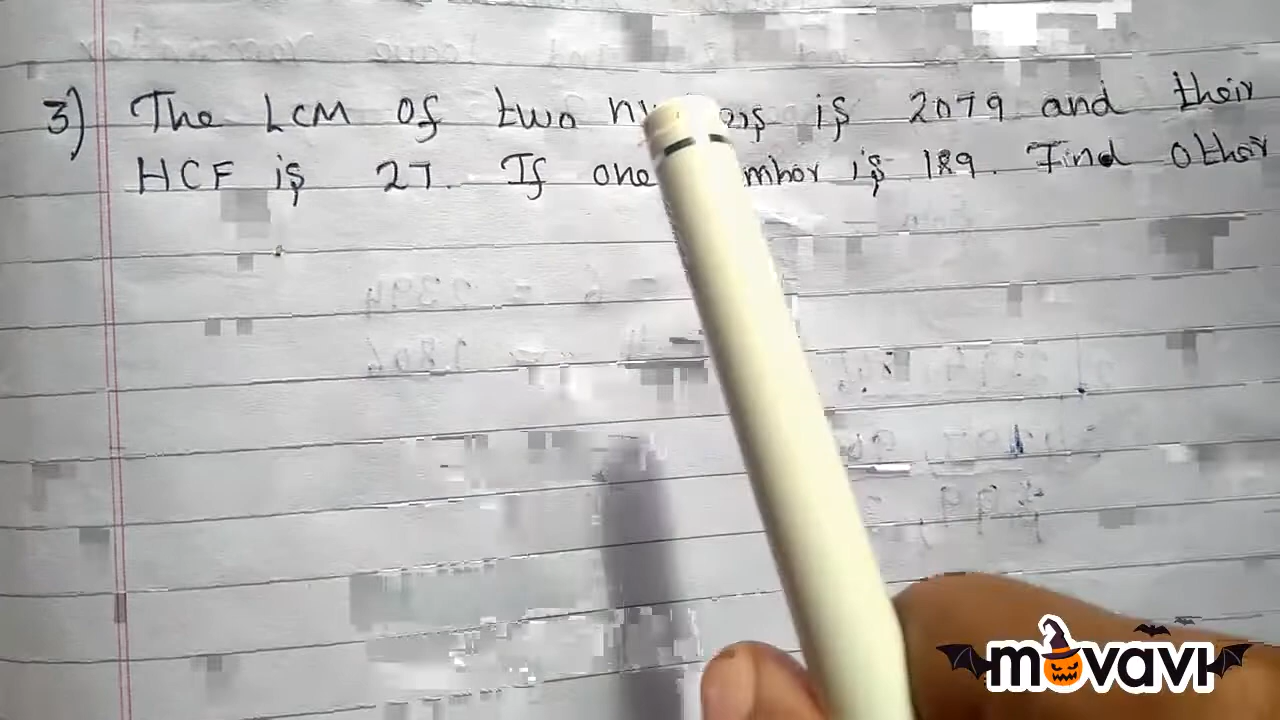 3) The LCM of two is 2079 and their
HCF is 27. If one is 189. Find other
movavi